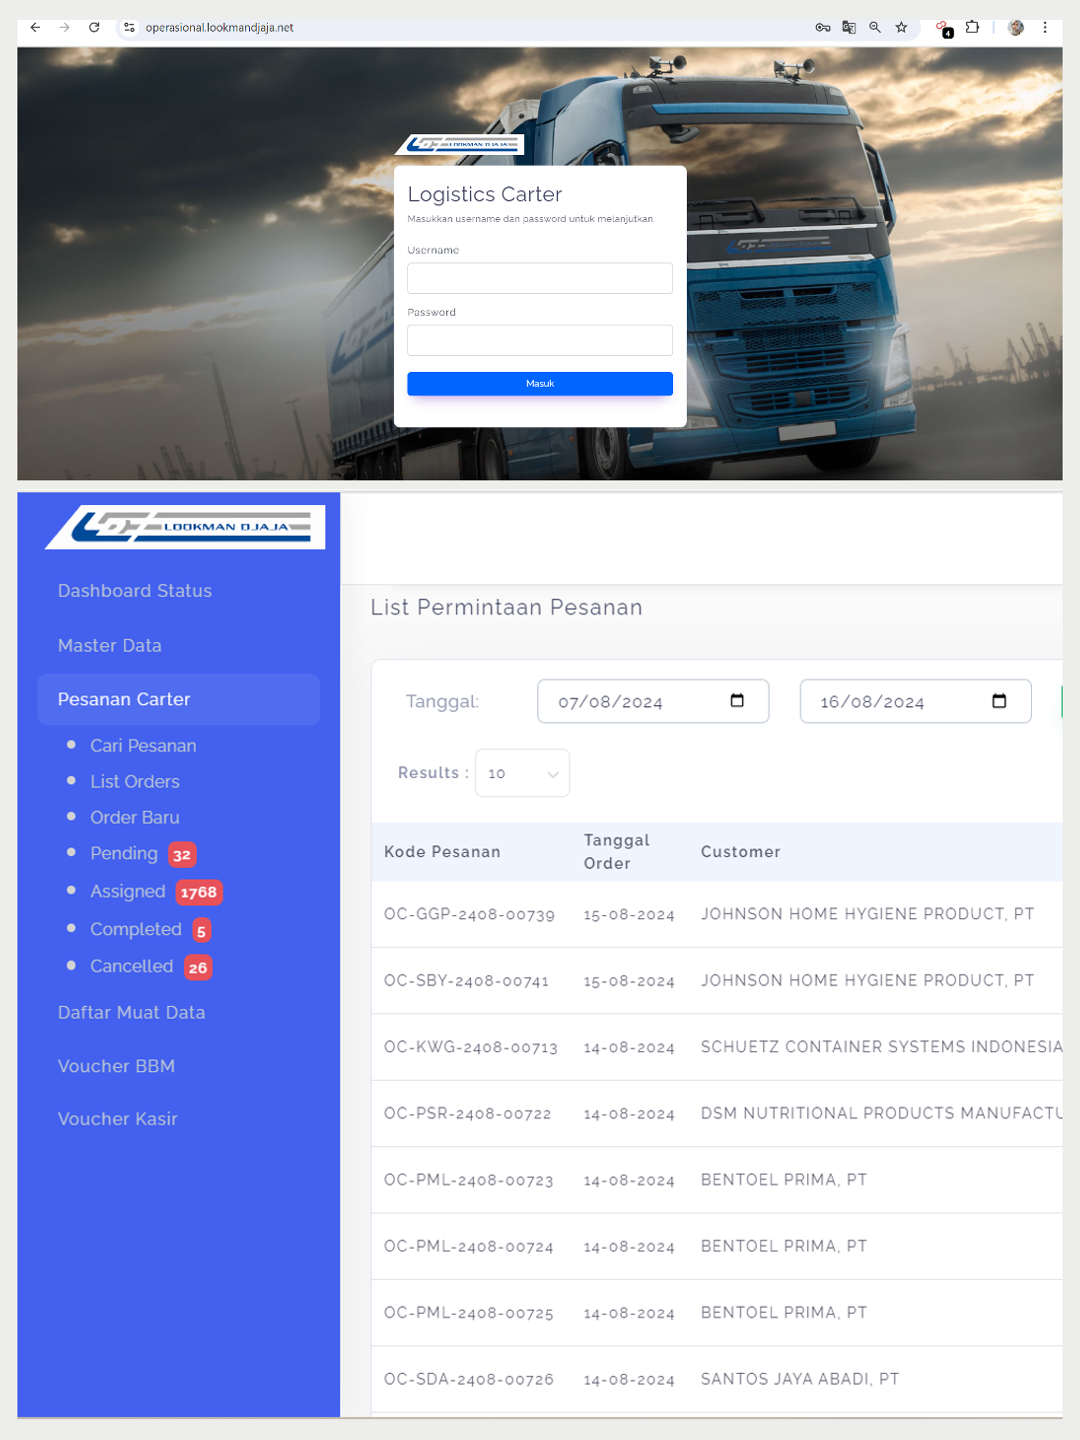 operasional.lookmandjaja.net
4
LOOKMAN DJAJA
Logistics Carter
Masukkan username dan password untuk melanjutkan.
Username
Password
Masuk
LOOKMAN DJAJA
Dashboard Status
Master Data
Pesanan Carter
Cari Pesanan
List Orders
Order Baru
Pending 32
Assigned 1768
Completed 5
Cancelled 26
Daftar Muat Data
Voucher BBM
Voucher Kasir
List Permintaan Pesanan
Tanggal: 07/08/2024 16/08/2024
Results : 10
Kode Pesanan Tanggal Order Customer
OC-GGP-2408-00739 15-08-2024 JOHNSON HOME HYGIENE PRODUCT, PT
OC-SBY-2408-00741 15-08-2024 JOHNSON HOME HYGIENE PRODUCT, PT
OC-KWG-2408-00713 14-08-2024 SCHUETZ CONTAINER SYSTEMS INDONESIA
OC-PSR-2408-00722 14-08-2024 DSM NUTRITIONAL PRODUCTS MANUFACTU
OC-PML-2408-00723 14-08-2024 BENTOEL PRIMA, PT
OC-PML-2408-00724 14-08-2024 BENTOEL PRIMA, PT
OC-PML-2408-00725 14-08-2024 BENTOEL PRIMA, PT
OC-SDA-2408-00726 14-08-2024 SANTOS JAYA ABADI, PT